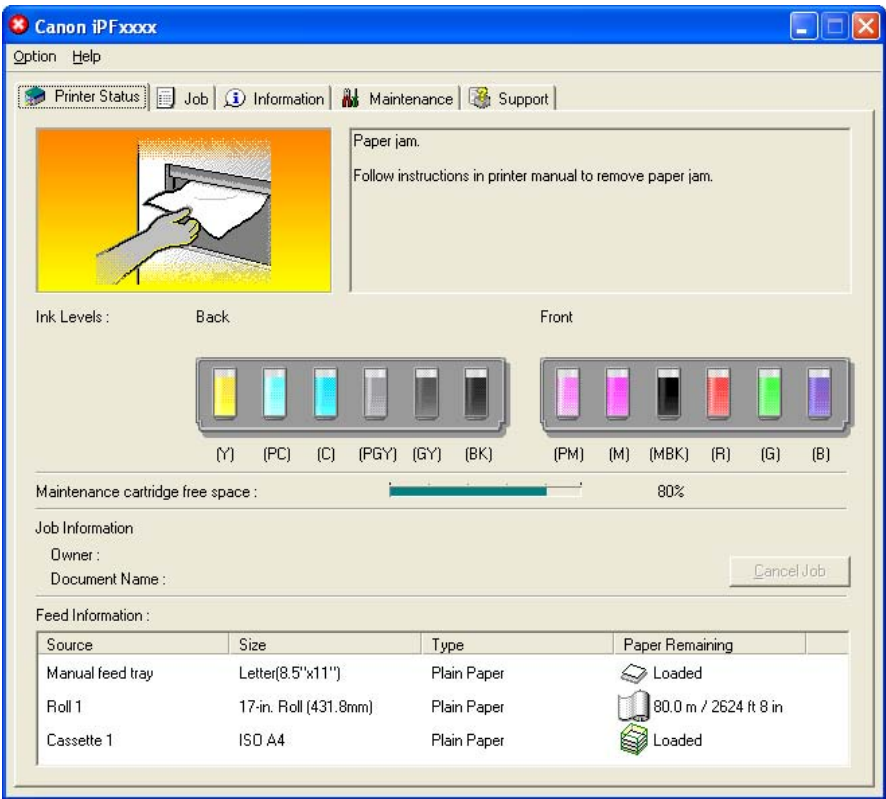 Canon iPFxxxx
Option Help
Printer Status Job Information Maintenance Support
Paper jam.
Follow instructions in printer manual to remove paper jam.
Ink Levels : Back Front
(Y) (PC) (C) (PGY) (GY) (BK) (PM) (M) (MBK) (R) (G) (B)
Maintenance cartridge free space : 80%
Job Information
Owner :
Document Name :
Cancel Job
Feed Information :
Source Size Type Paper Remaining
Manual feed tray Letter(8.5"x11") Plain Paper Loaded
Roll 1 17-in. Roll (431.8mm) Plain Paper 80.0 m / 2624 ft 8 in
Cassette 1 ISO A4 Plain Paper Loaded